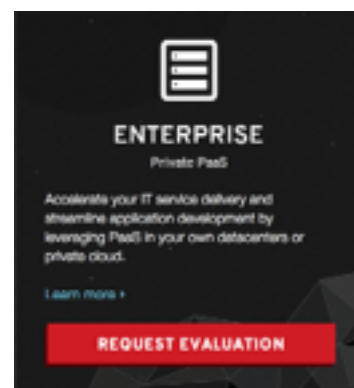 ENTERPRISE
Private PaaS
Accelerate your IT service delivery and
streamline application development by
leveraging PaaS in your own datacenters or
private cloud.
Learn more ›
REQUEST EVALUATION